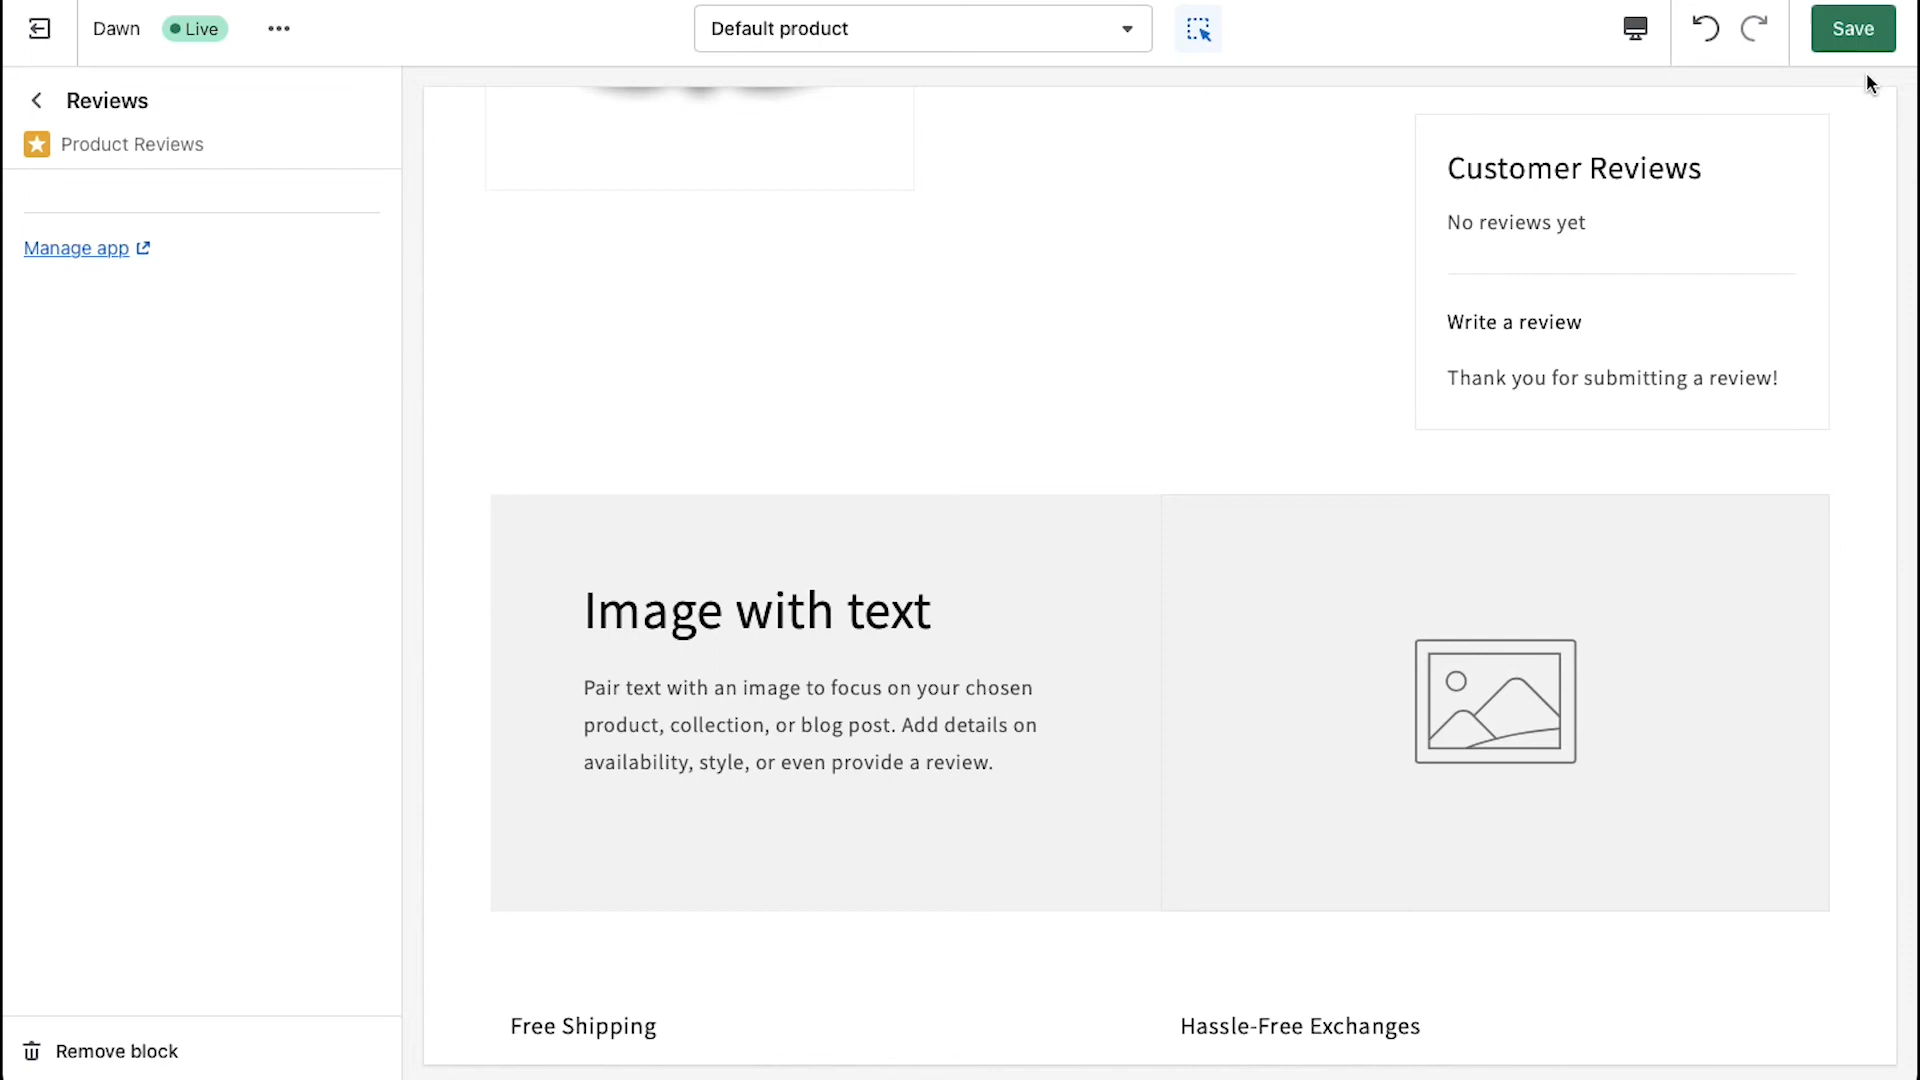 Dawn
Live
Default product
Save
Reviews
Product Reviews
Manage app
Customer Reviews
No reviews yet
Write a review
Thank you for submitting a review!
Image with text
Pair text with an image to focus on your chosen
product, collection, or blog post. Add details on
availability, style, or even provide a review.
Free Shipping
Hassle-Free Exchanges
Remove block